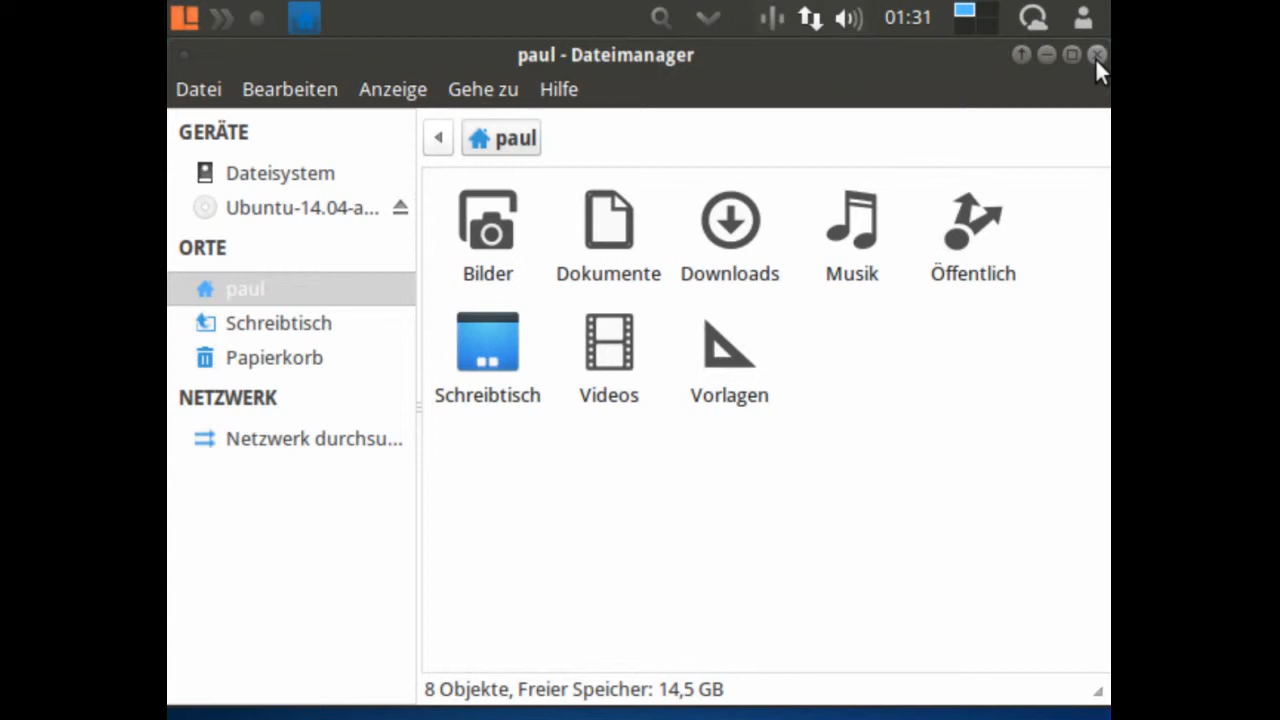 01:31
paul - Dateimanager
Datei Bearbeiten Anzeige Gehe zu Hilfe
GERÄTE
Dateisystem
Ubuntu-14.04-a...
ORTE
paul
Schreibtisch
Papierkorb
NETZWERK
Netzwerk durchsu...
paul
Bilder Dokumente Downloads Musik Öffentlich
Schreibtisch Videos Vorlagen
8 Objekte, Freier Speicher: 14,5 GB